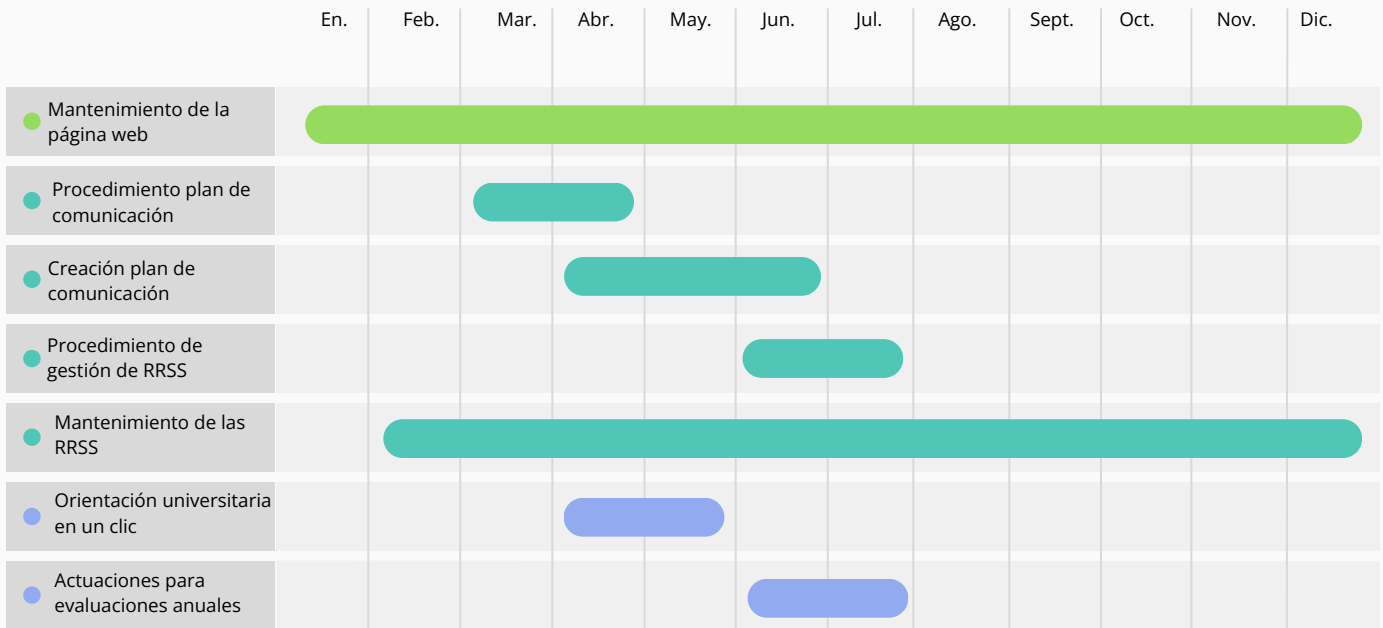 En. Feb. Mar. Abr. May. Jun. Jul. Ago. Sept. Oct. Nov. Dic.
Mantenimiento de la
página web
Procedimiento plan de
comunicación
Creación plan de
comunicación
Procedimiento de
gestión de RRSS
Mantenimiento de las
RRSS
Orientación universitaria
en un clic
Actuaciones para
evaluaciones anuales